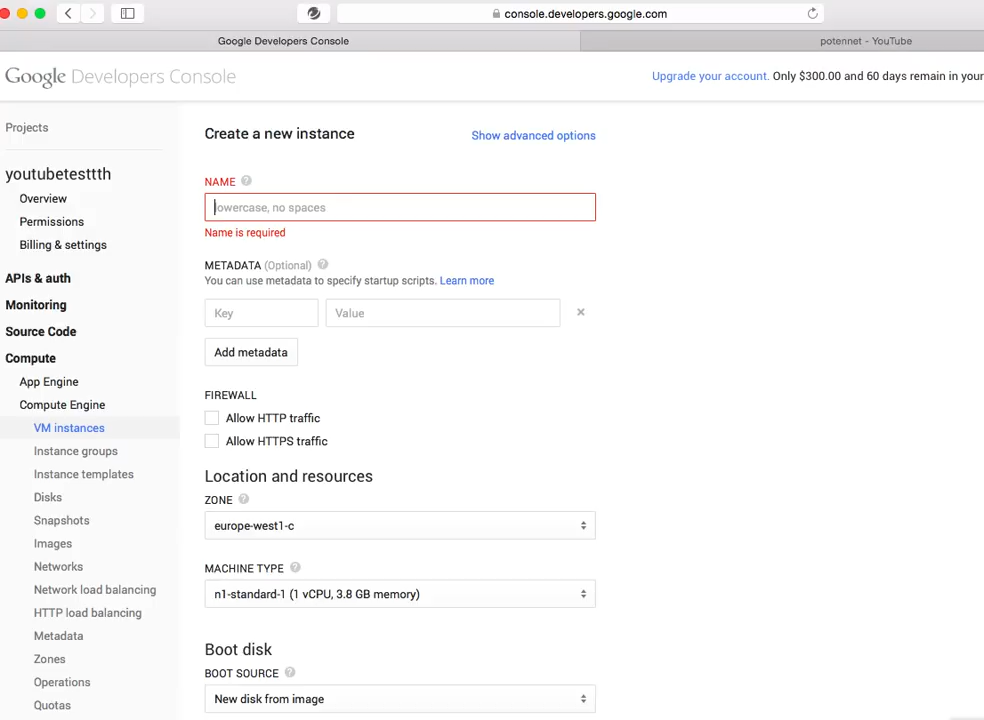 console.developers.google.com
Google Developers Console
potennet - YouTube
Google Developers Console
Upgrade your account. Only $300.00 and 60 days remain in your
Projects
youtubetestttth
Overview
Permissions
Billing & settings
APIs & auth
Monitoring
Source Code
Compute
App Engine
Compute Engine
VM instances
Instance groups
Instance templates
Disks
Snapshots
Images
Networks
Network load balancing
HTTP load balancing
Metadata
Zones
Operations
Quotas
Create a new instance
Show advanced options
NAME ?
lowercase, no spaces
Name is required
METADATA (Optional) ?
You can use metadata to specify startup scripts. Learn more
Key
Value
×
Add metadata
FIREWALL
Allow HTTP traffic
Allow HTTPS traffic
Location and resources
ZONE ?
europe-west1-c
MACHINE TYPE ?
n1-standard-1 (1 vCPU, 3.8 GB memory)
Boot disk
BOOT SOURCE ?
New disk from image